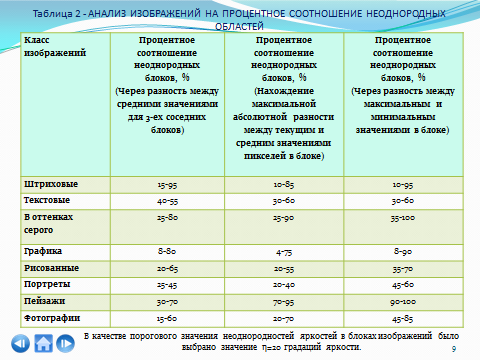 Таблица 2 - АНАЛИЗ ИЗОБРАЖЕНИЙ НА ПРОЦЕНТНОЕ СООТНОШЕНИЕ НЕОДНОРОДНЫХ
ОБЛАСТЕЙ
Класс изображений | Процентное соотношение неоднородных блоков, % (Через разность между средними значениями для 3-ех соседних блоков) | Процентное соотношение неоднородных блоков, % (Нахождение максимальной абсолютной разности между текущим и средним значениями пикселей в блоке) | Процентное соотношение неоднородных блоков, % (Через разность между максимальным и минимальным значениями в блоке)
Штриховые 15-95 10-85 10-95
Текстовые 40-55 30-60 30-60
В оттенках серого 25-80 25-90 35-100
Графика 8-80 4-75 8-90
Рисованные 20-65 20-55 35-70
Портреты 25-45 20-40 45-60
Пейзажи 30-70 70-95 90-100
Фотографии 15-60 20-70 45-85
В качестве порогового значения неоднородностей яркостей в блоках изображений было
выбрано значение η=20 градаций яркости.
9